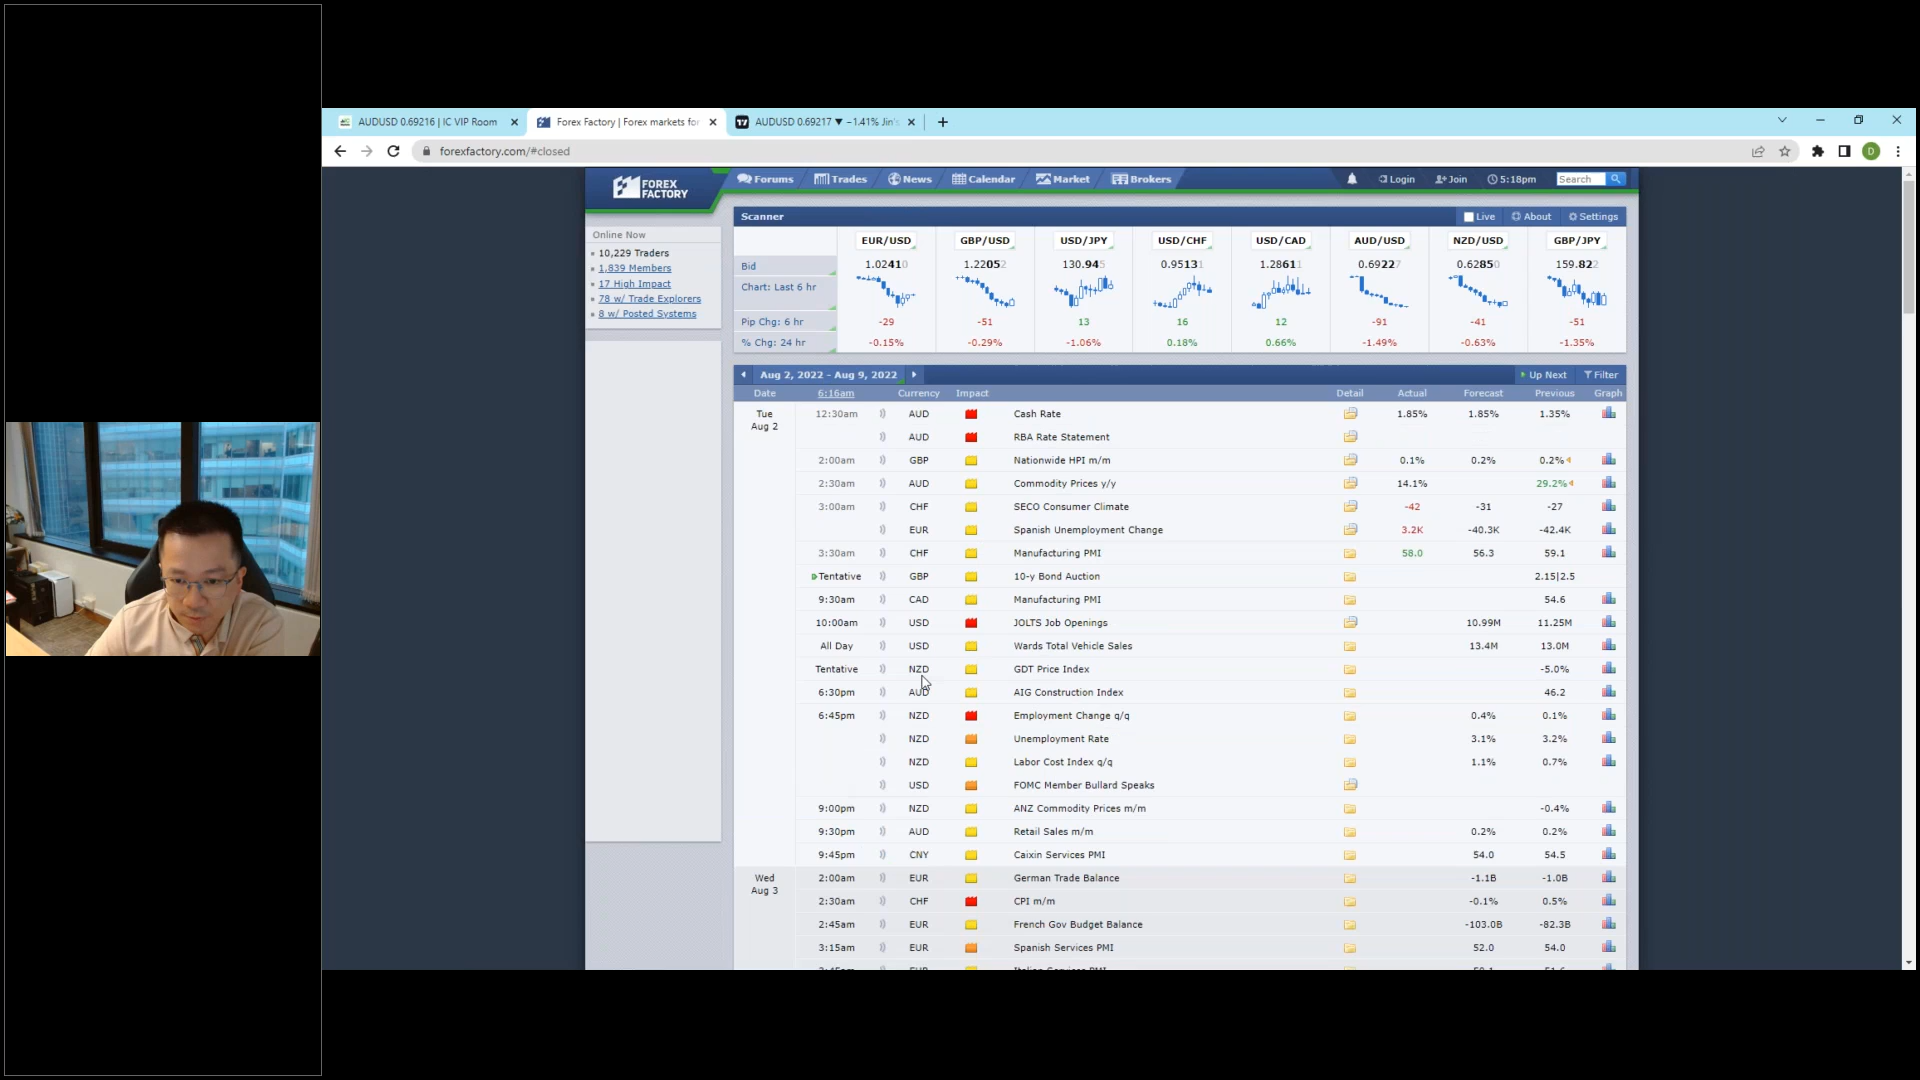 AUDUSD 0.69216 | IC VIP Room
Forex Factory | Forex markets for
AUDUSD 0.69217 ▼ −1.41% Jin's
forexfactory.com/#closed
D
FOREX FACTORY
Forums Trades News Calendar Market Brokers
Login Join 5:18pm Search
Online Now
10,229 Traders
1,839 Members
17 High Impact
78 w/ Trade Explorers
8 w/ Posted Systems
Scanner Live About Settings
EUR/USD GBP/USD USD/JPY USD/CHF USD/CAD AUD/USD NZD/USD GBP/JPY
Bid 1.02410 1.22052 130.945 0.95131 1.28611 0.69227 0.62850 159.822
Chart: Last 6 hr
Pip Chg: 6 hr -29 -51 13 16 12 -91 -41 -51
% Chg: 24 hr -0.15% -0.29% -1.06% 0.18% 0.66% -1.49% -0.63% -1.35%
Aug 2, 2022 - Aug 9, 2022 Up Next Filter
Date 6:16am Currency Impact Detail Actual Forecast Previous Graph
Tue Aug 2 12:30am AUD Cash Rate 1.85% 1.85% 1.35%
AUD RBA Rate Statement
2:00am GBP Nationwide HPI m/m 0.1% 0.2% 0.2%
2:30am AUD Commodity Prices y/y 14.1% 29.2%
3:00am CHF SECO Consumer Climate -42 -31 -27
EUR Spanish Unemployment Change 3.2K -40.3K -42.4K
3:30am CHF Manufacturing PMI 58.0 56.3 59.1
Tentative GBP 10-y Bond Auction 2.15|2.5
9:30am CAD Manufacturing PMI 54.6
10:00am USD JOLTS Job Openings 10.99M 11.25M
All Day USD Wards Total Vehicle Sales 13.4M 13.0M
Tentative NZD GDT Price Index -5.0%
6:30pm AUD AIG Construction Index 46.2
6:45pm NZD Employment Change q/q 0.4% 0.1%
NZD Unemployment Rate 3.1% 3.2%
NZD Labor Cost Index q/q 1.1% 0.7%
USD FOMC Member Bullard Speaks
9:00pm NZD ANZ Commodity Prices m/m -0.4%
9:30pm AUD Retail Sales m/m 0.2% 0.2%
9:45pm CNY Caixin Services PMI 54.0 54.5
Wed Aug 3 2:00am EUR German Trade Balance -1.1B -1.0B
2:30am CHF CPI m/m -0.1% 0.5%
2:45am EUR French Gov Budget Balance -103.0B -82.3B
3:15am EUR Spanish Services PMI 52.0 54.0